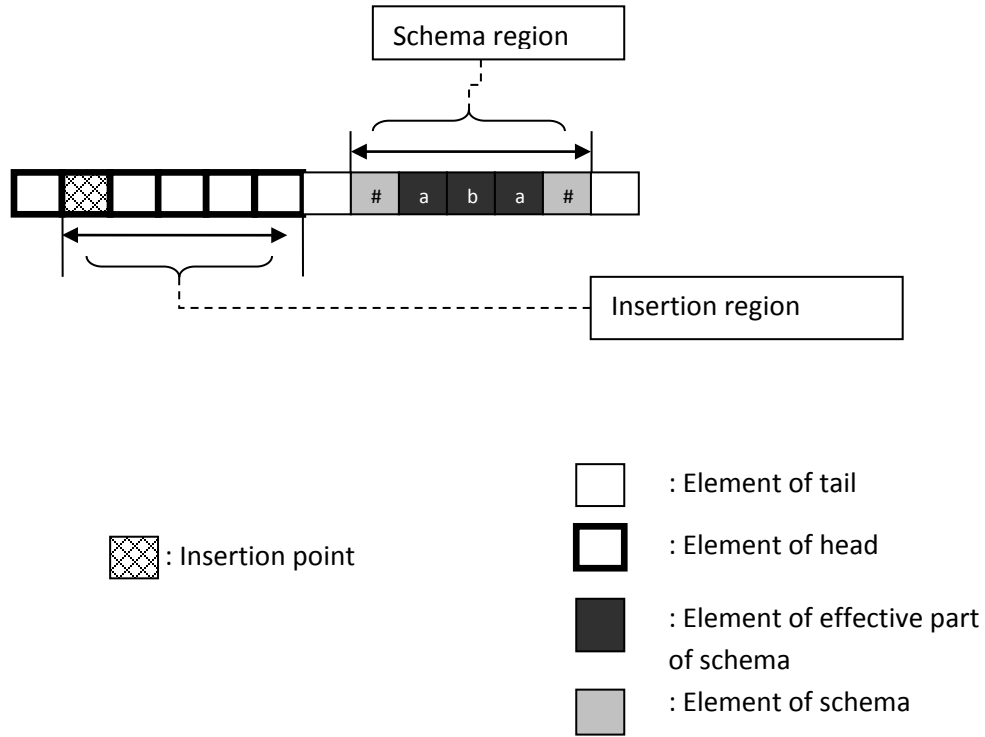 Schema region
# a b a #
Insertion region
: Element of tail
: Insertion point
: Element of head
: Element of effective part
of schema
: Element of schema